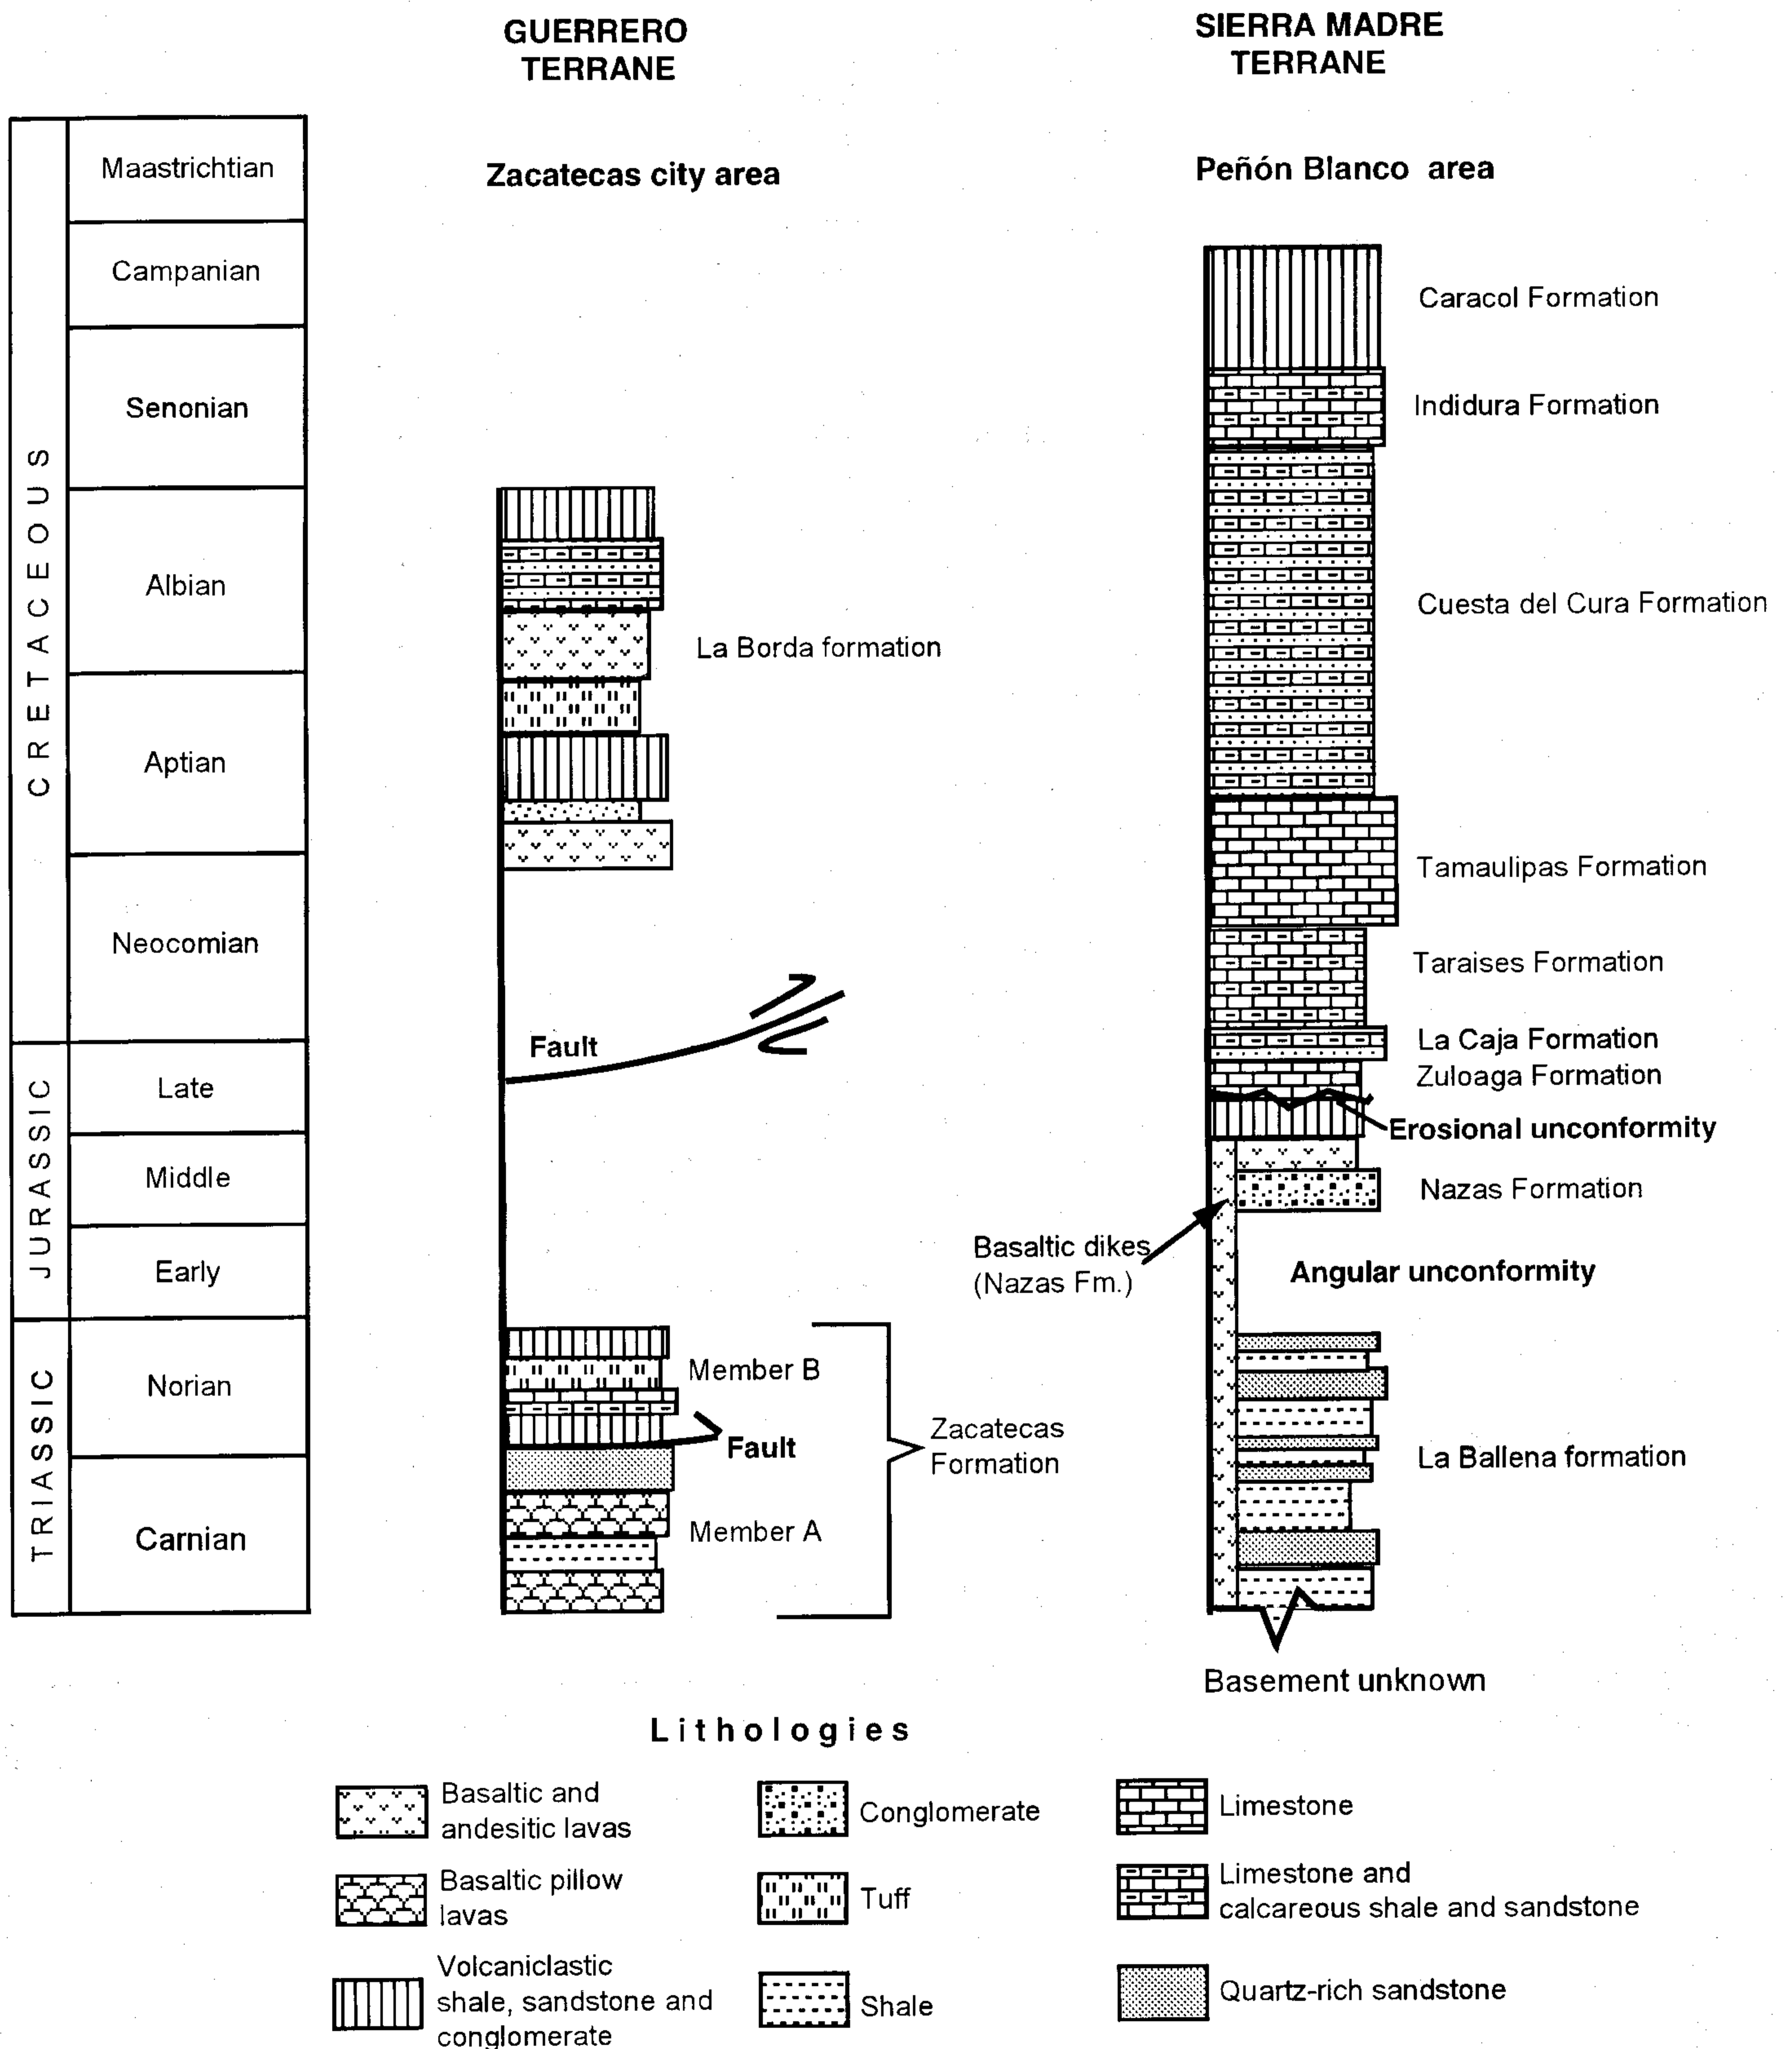 GUERRERO
TERRANE
SIERRA MADRE
TERRANE
Zacatecas city area
Peñón Blanco area
CRETACEOUS
Maastrichtian
Campanian
Senonian
Albian
Aptian
Neocomian
JURASSIC
Late
Middle
Early
TRIASSIC
Norian
Carnian
La Borda formation
Fault
Member B
Fault
Member A
Zacatecas
Formation
Caracol Formation
Indidura Formation
Cuesta del Cura Formation
Tamaulipas Formation
Taraises Formation
La Caja Formation
Zuloaga Formation
Erosional unconformity
Nazas Formation
Basaltic dikes
(Nazas Fm.)
Angular unconformity
La Ballena formation
Basement unknown
Lithologies
Basaltic and
andesitic lavas
Basaltic pillow
lavas
Volcaniclastic
shale, sandstone and
conglomerate
Conglomerate
Tuff
Shale
Limestone
Limestone and
calcareous shale and sandstone
Quartz-rich sandstone